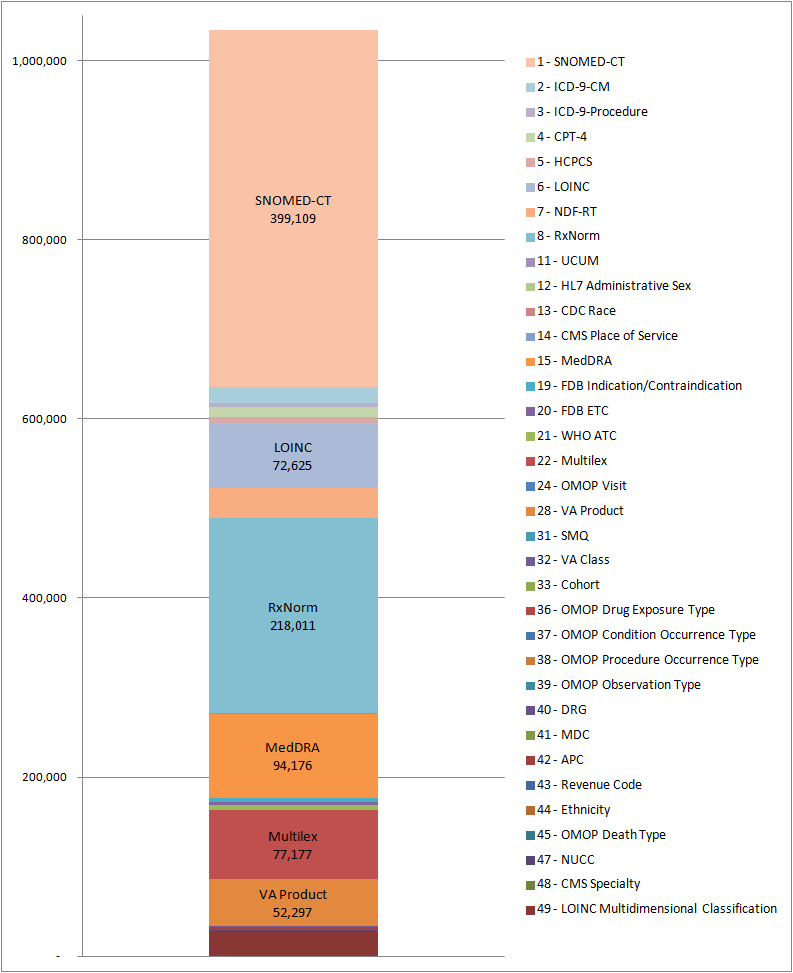 1,000,000
800,000
600,000
400,000
200,000
-
SNOMED-CT
399,109
LOINC
72,625
RxNorm
218,011
MedDRA
94,176
Multilex
77,177
VA Product
52,297
1 - SNOMED-CT
2 - ICD-9-CM
3 - ICD-9-Procedure
4 - CPT-4
5 - HCPCS
6 - LOINC
7 - NDF-RT
8 - RxNorm
11 - UCUM
12 - HL7 Administrative Sex
13 - CDC Race
14 - CMS Place of Service
15 - MedDRA
19 - FDB Indication/Contraindication
20 - FDB ETC
21 - WHO ATC
22 - Multilex
24 - OMOP Visit
28 - VA Product
31 - SMQ
32 - VA Class
33 - Cohort
36 - OMOP Drug Exposure Type
37 - OMOP Condition Occurrence Type
38 - OMOP Procedure Occurrence Type
39 - OMOP Observation Type
40 - DRG
41 - MDC
42 - APC
43 - Revenue Code
44 - Ethnicity
45 - OMOP Death Type
47 - NUCC
48 - CMS Specialty
49 - LOINC Multidimensional Classification